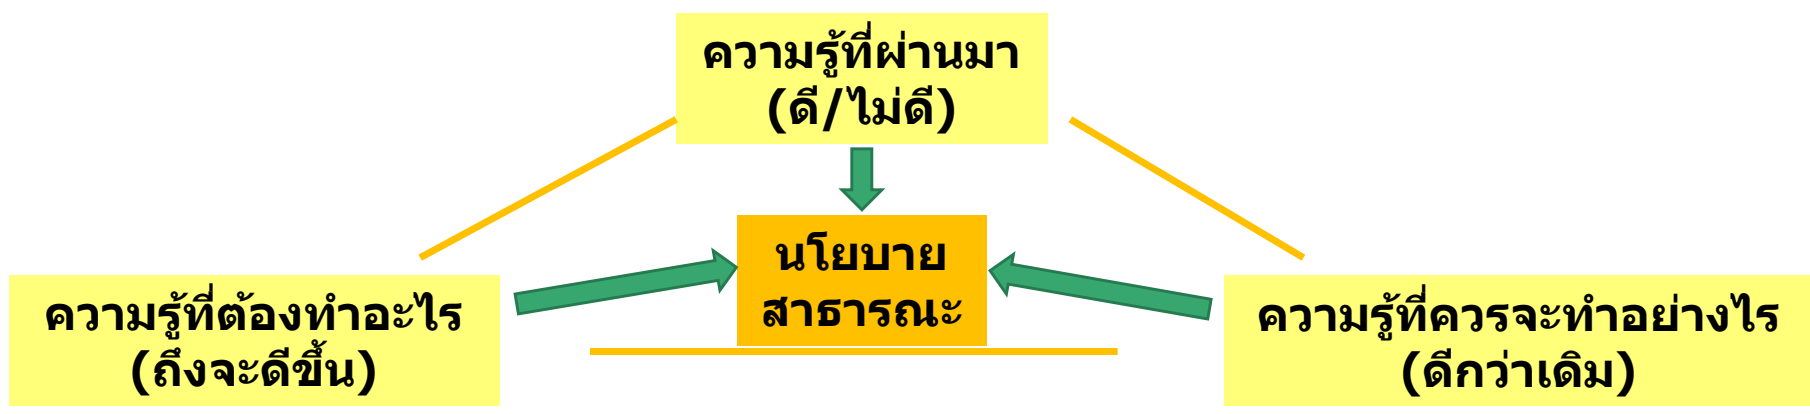 ความรู้ที่ผ่านมา
(ดี/ไม่ดี)
นโยบาย
สาธารณะ
ความรู้ที่ต้องทำอะไร
(ถึงจะดีขึ้น)
ความรู้ที่ควรจะทำอย่างไร
(ดีกว่าเดิม)